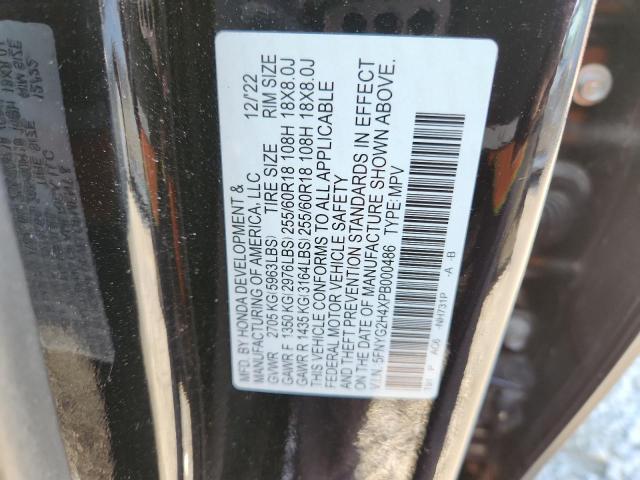 MFD. BY HONDA DEVELOPMENT &
MANUFACTURING OF AMERICA, LLC 12/22
GVWR 2705 KG(5963LBS) TIRE SIZE RIM SIZE
GAWR F 1350 KG(2976LBS) 255/60R18 108H 18X8.0J
GAWR R 1435 KG(3164LBS) 255/60R18 108H 18X8.0J
THIS VEHICLE CONFORMS TO ALL APPLICABLE
FEDERAL MOTOR VEHICLE SAFETY
AND THEFT PREVENTION STANDARDS IN EFFECT
ON THE DATE OF MANUFACTURE SHOWN ABOVE.
V.I.N: 5FNYG2H4XPB000486 TYPE:MPV
P AC6 -NH731P -A -B